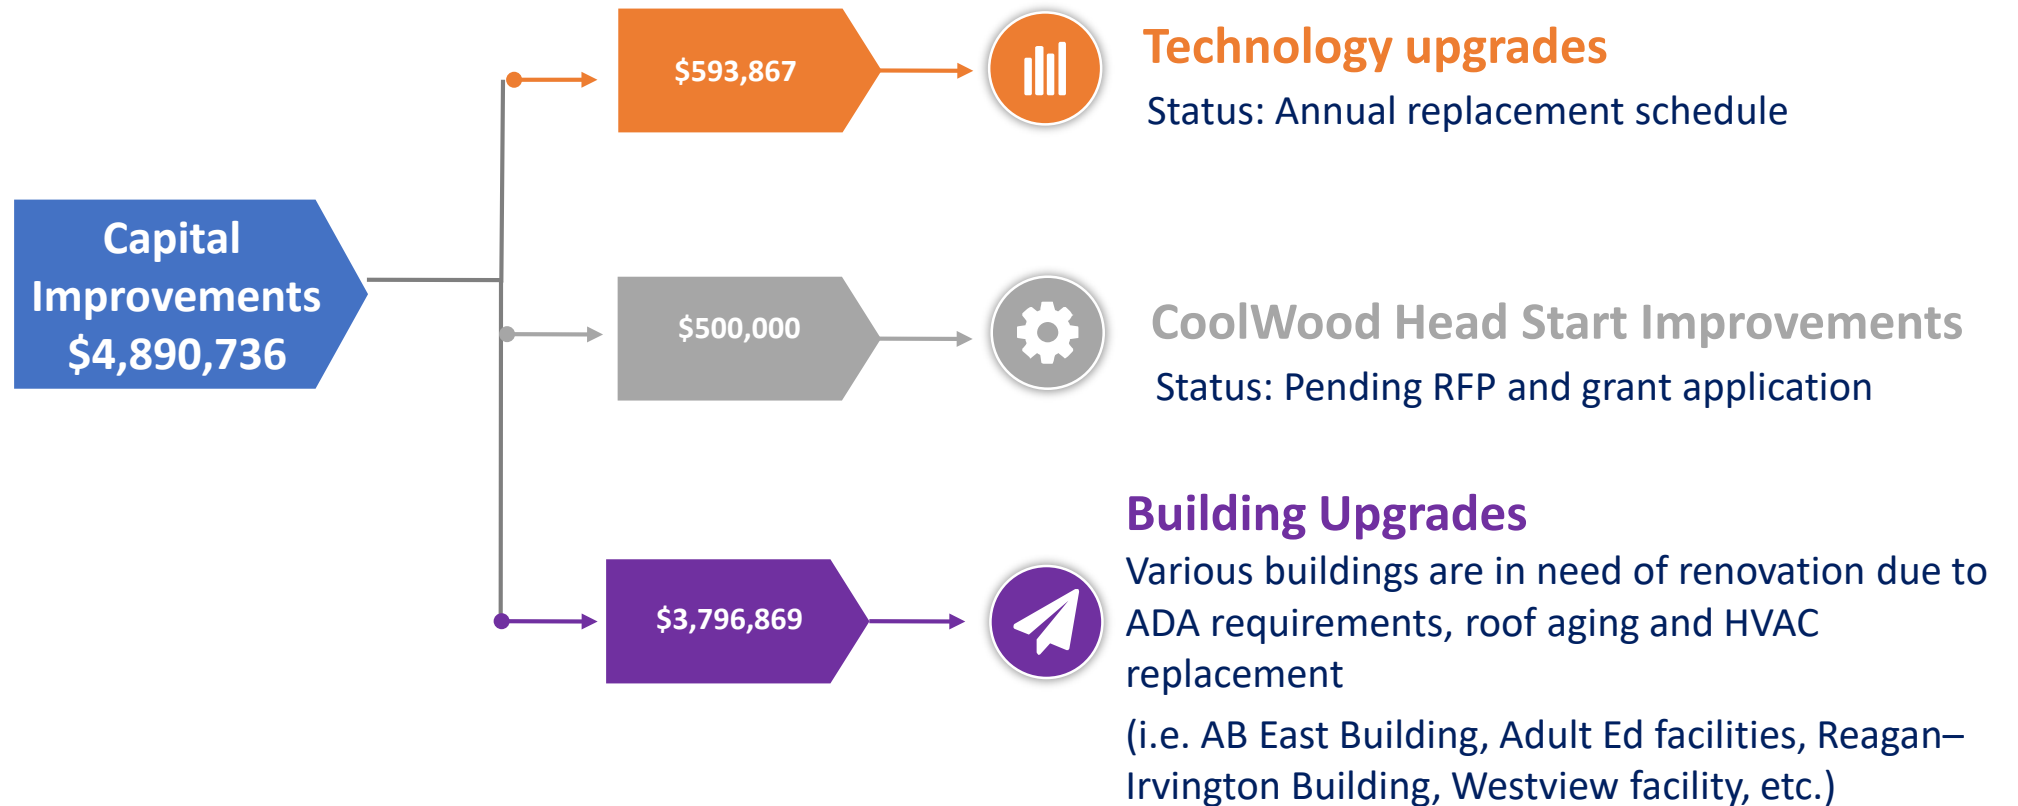 Capital
Improvements
$4,890,736
$593,867
Technology upgrades
Status: Annual replacement schedule
$500,000
CoolWood Head Start Improvements
Status: Pending RFP and grant application
$3,796,869
Building Upgrades
Various buildings are in need of renovation due to
ADA requirements, roof aging and HVAC
replacement
(i.e. AB East Building, Adult Ed facilities, Reagan–
Irvington Building, Westview facility, etc.)